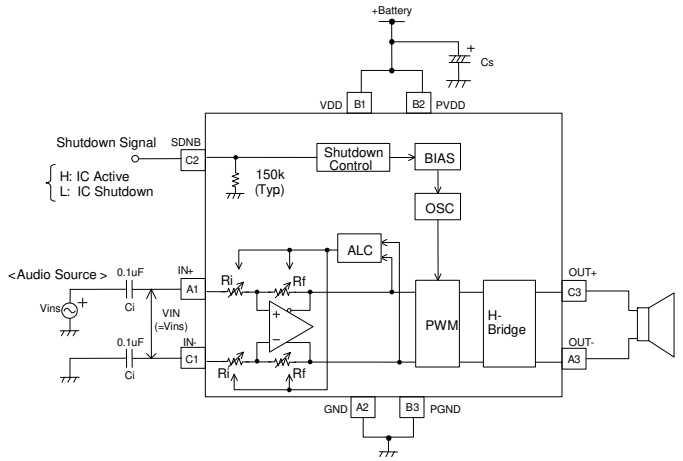 +Battery
+
Cs
VDD B1 B2 PVDD
Shutdown Signal SDNB
C2
H: IC Active
L: IC Shutdown
150k
(Typ)
Shutdown
Control
BIAS
OSC
ALC
<Audio Source >
0.1uF
IN+
A1
Ci
Vins
+
VIN
(=Vins)
Ri
Rf
+
-
PWM
H-
Bridge
OUT+
C3
0.1uF
IN-
C1
Ci
Ri
Rf
OUT-
A3
GND A2 B3 PGND